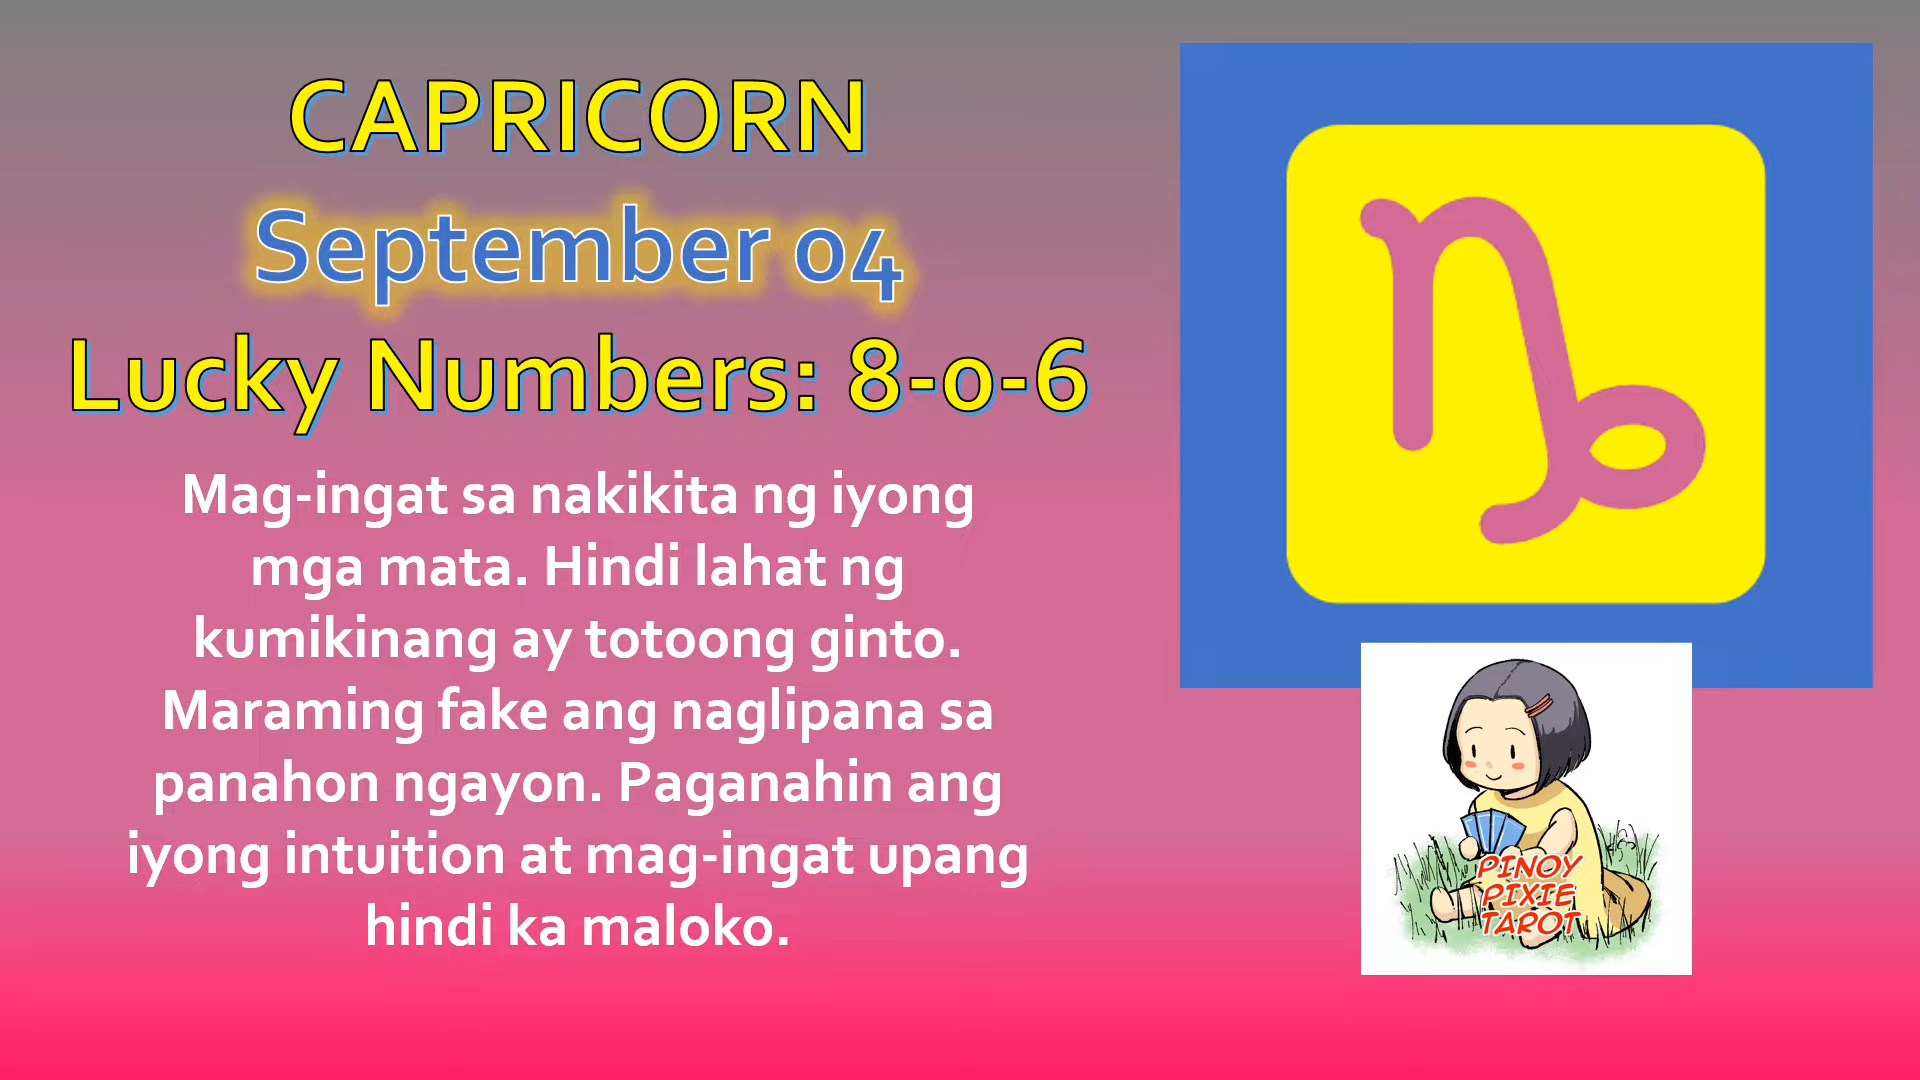 CAPRICORN
September 04
Lucky Numbers: 8-0-6
Mag-ingat sa nakikita ng iyong
mga mata. Hindi lahat ng
kumikinang ay totoong ginto.
Maraming fake ang naglipana sa
panahon ngayon. Paganahin ang
iyong intuition at mag-ingat upang
hindi ka maloko.
PINOY
PIXIE
TAROT